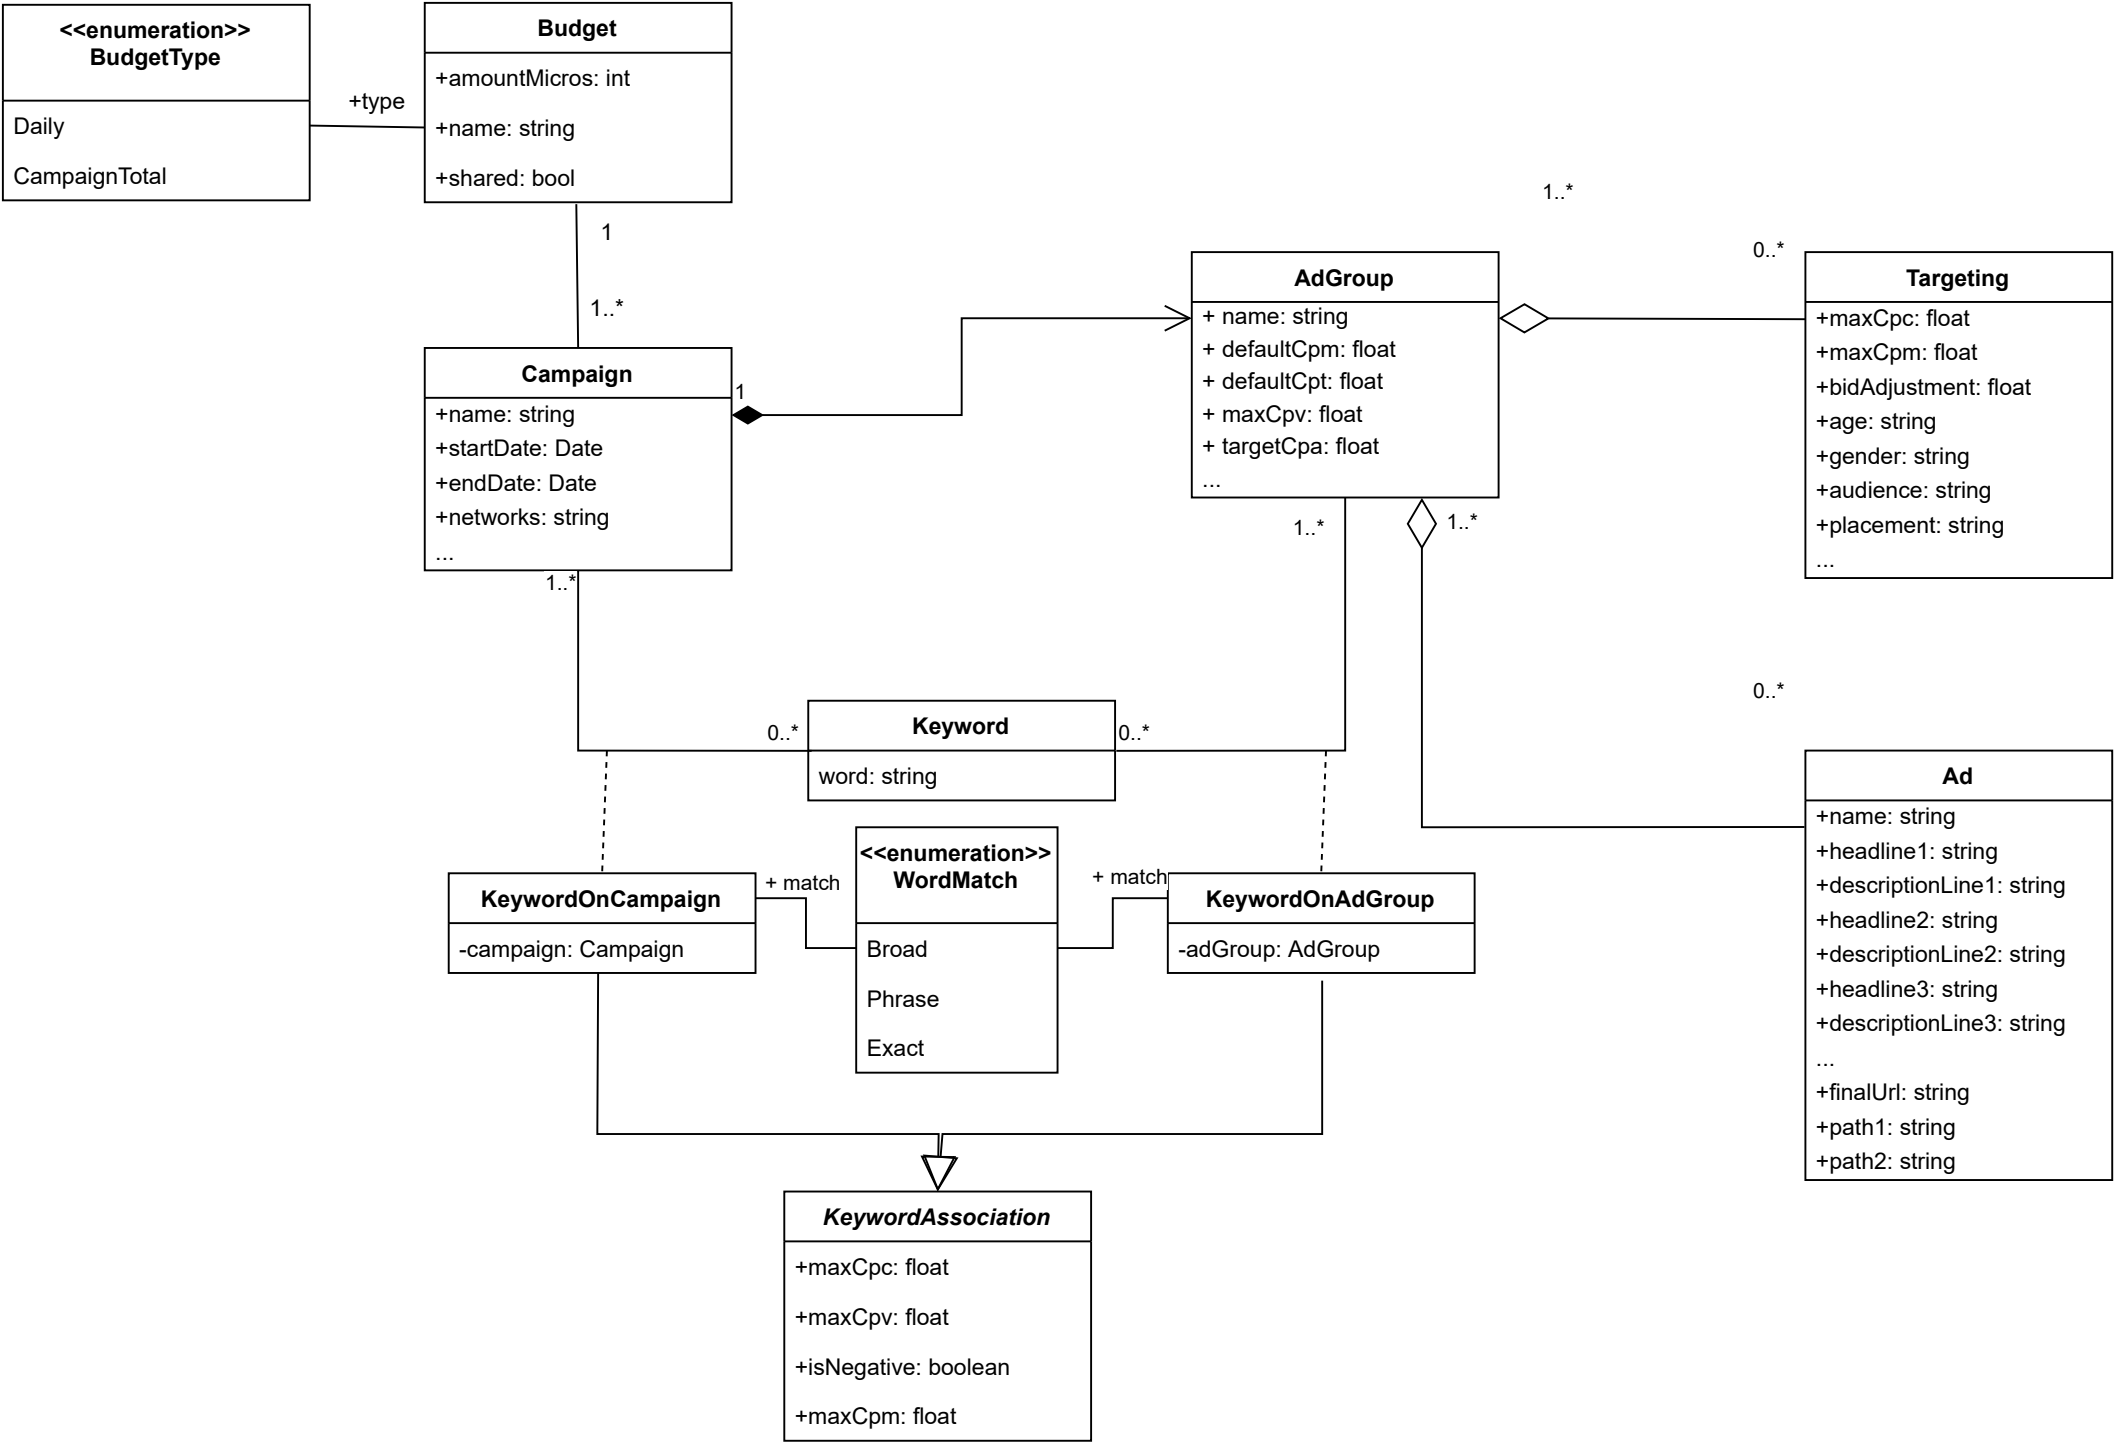 <<enumeration>>
BudgetType
Daily
CampaignTotal
+type
Budget
+amountMicros: int
+name: string
+shared: bool
1
1..*
Campaign
+name: string
+startDate: Date
+endDate: Date
+networks: string
...
1
1..*
AdGroup
+ name: string
+ defaultCpm: float
+ defaultCpt: float
+ maxCpv: float
+ targetCpa: float
...
1..*
0..*
1..*
1..*
Targeting
+maxCpc: float
+maxCpm: float
+bidAdjustment: float
+age: string
+gender: string
+audience: string
+placement: string
...
0..*
Keyword
word: string
0..*
0..*
<<enumeration>>
WordMatch
Broad
Phrase
Exact
+ match
+ match
KeywordOnCampaign
-campaign: Campaign
KeywordOnAdGroup
-adGroup: AdGroup
Ad
+name: string
+headline1: string
+descriptionLine1: string
+headline2: string
+descriptionLine2: string
+headline3: string
+descriptionLine3: string
...
+finalUrl: string
+path1: string
+path2: string
KeywordAssociation
+maxCpc: float
+maxCpv: float
+isNegative: boolean
+maxCpm: float